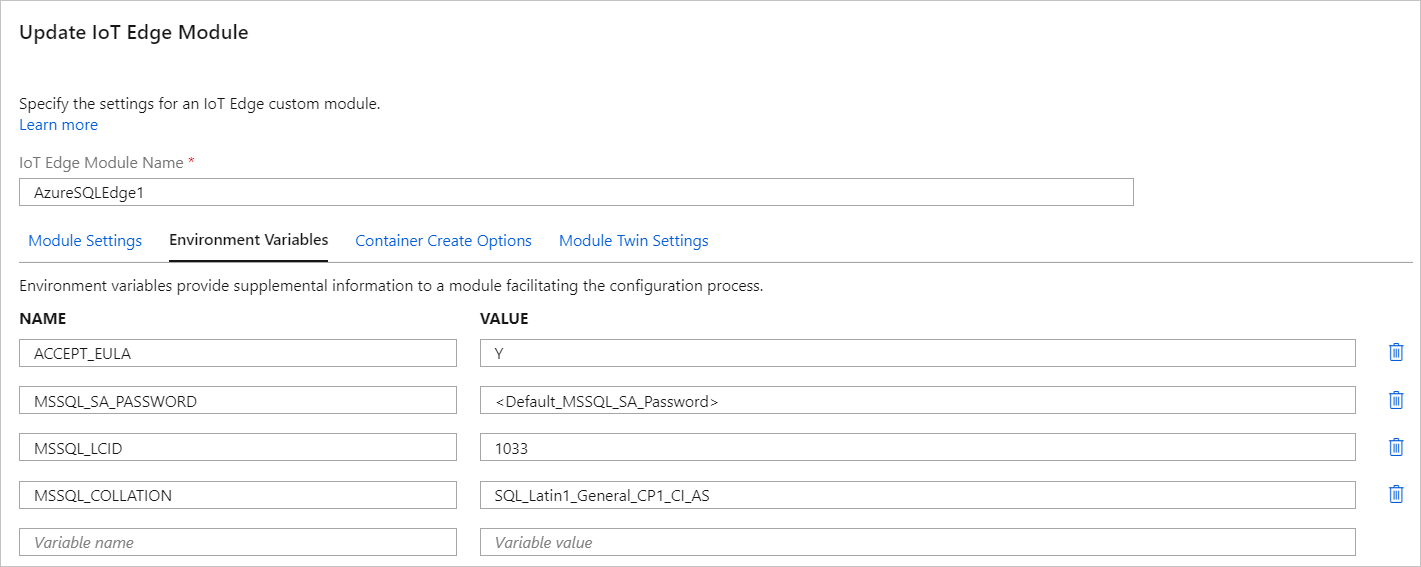 Update IoT Edge Module
Specify the settings for an IoT Edge custom module.
Learn more
IoT Edge Module Name *
AzureSQLEdge1
Module Settings Environment Variables Container Create Options Module Twin Settings
Environment variables provide supplemental information to a module facilitating the configuration process.
NAME VALUE
ACCEPT_EULA Y
MSSQL_SA_PASSWORD <Default_MSSQL_SA_Password>
MSSQL_LCID 1033
MSSQL_COLLATION SQL_Latin1_General_CP1_CI_AS
Variable name Variable value